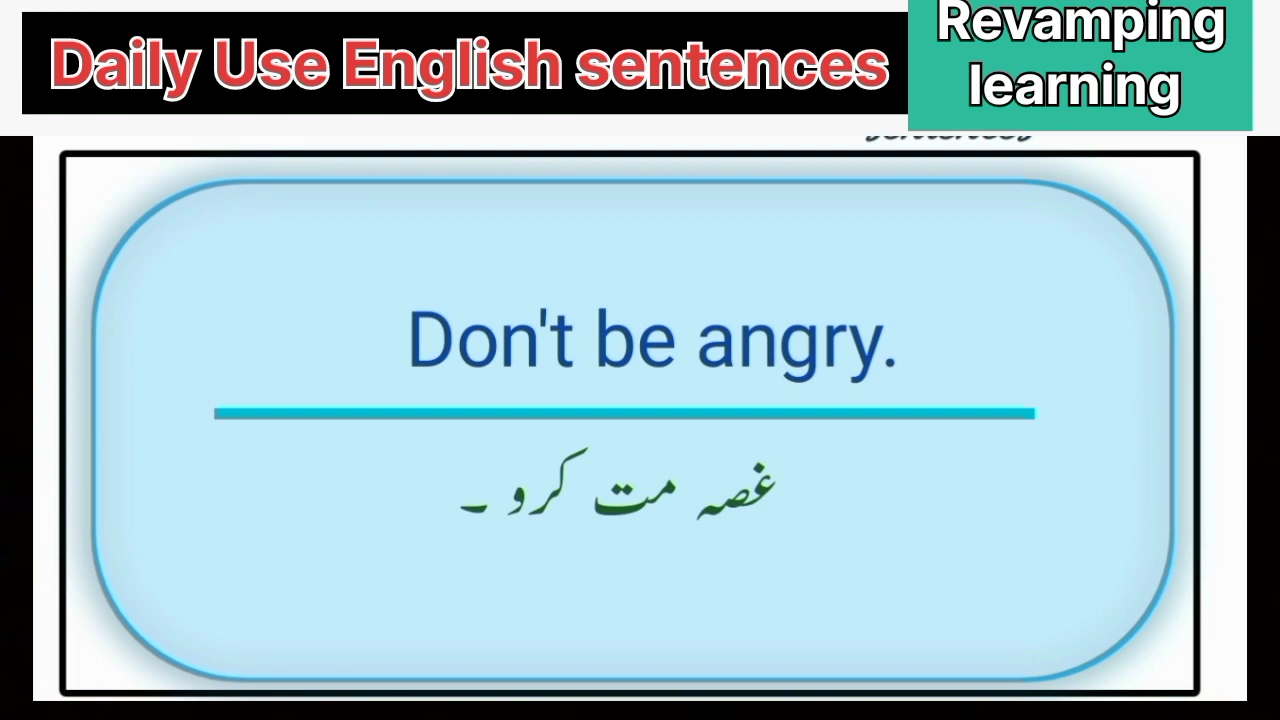 Daily Use English sentences
Revamping
learning
Don't be angry.
غصہ مت کرو ۔